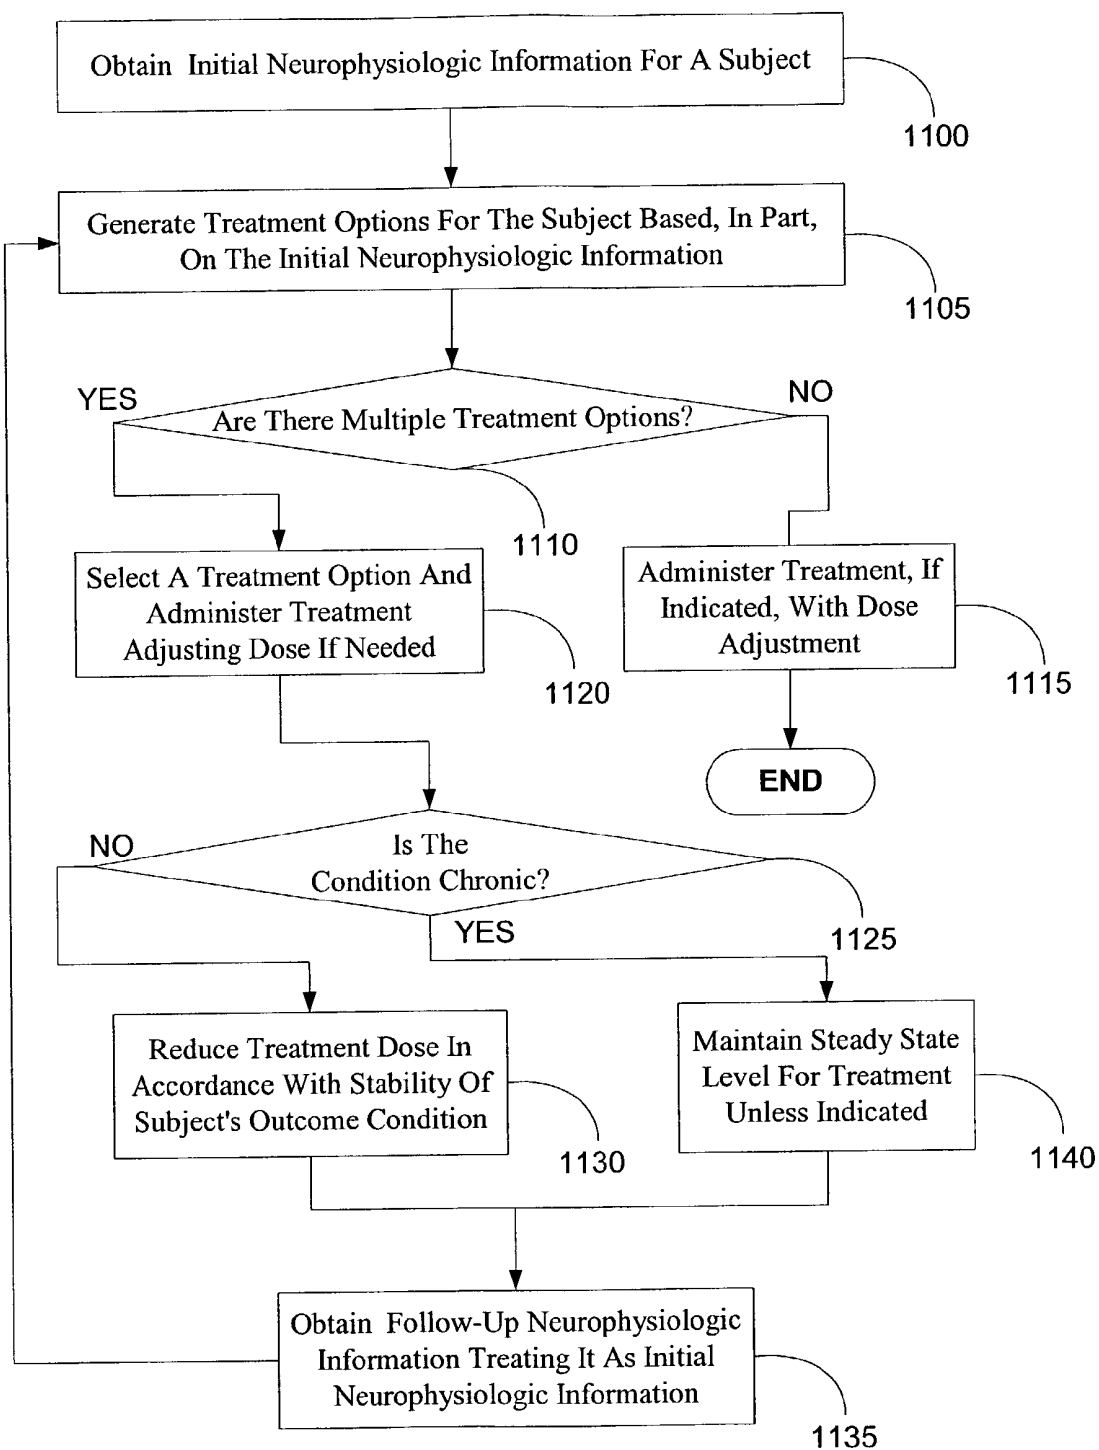 Obtain Initial Neurophysiologic Information For A Subject
1100
Generate Treatment Options For The Subject Based, In Part,
On The Initial Neurophysiologic Information
1105
YES
NO
Are There Multiple Treatment Options?
1110
Select A Treatment Option And
Administer Treatment
Adjusting Dose If Needed
1120
Administer Treatment, If
Indicated, With Dose
Adjustment
1115
END
NO
Is The
Condition Chronic?
YES
1125
Reduce Treatment Dose In
Accordance With Stability Of
Subject's Outcome Condition
1130
Maintain Steady State
Level For Treatment
Unless Indicated
1140
Obtain Follow-Up Neurophysiologic
Information Treating It As Initial
Neurophysiologic Information
1135